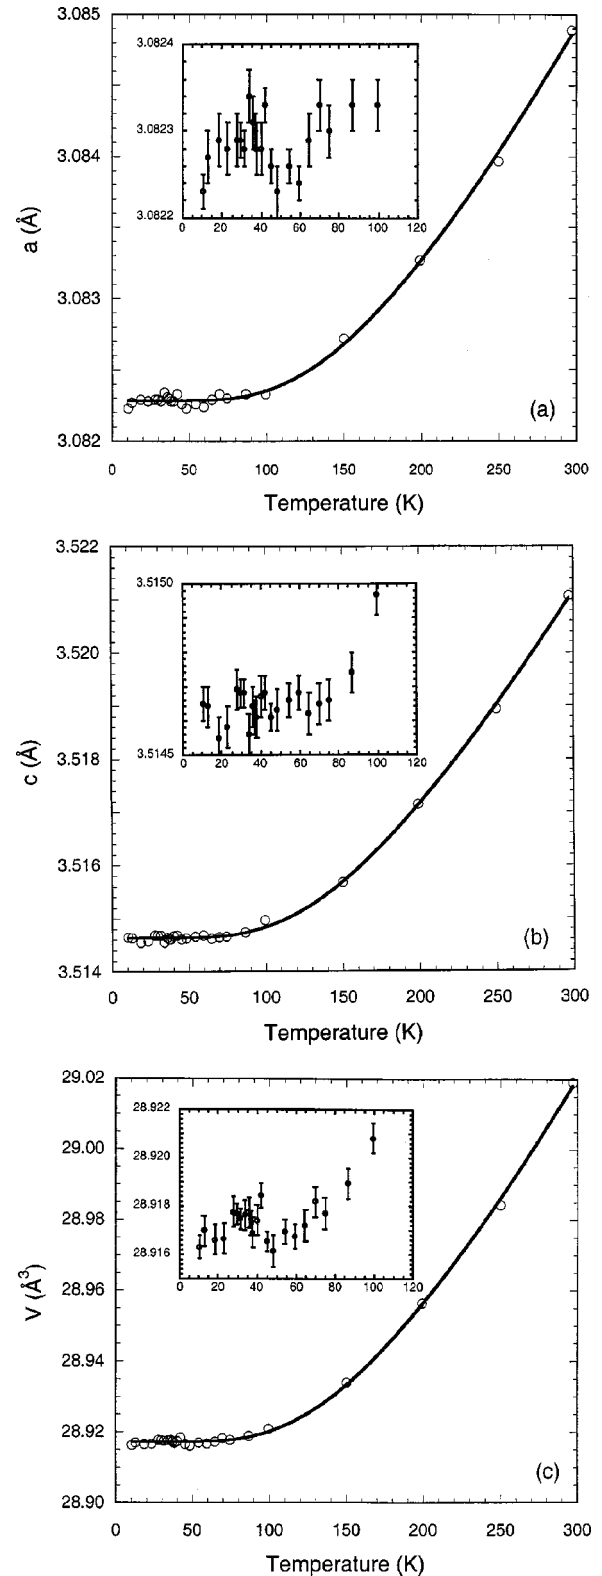 3.085
3.084
3.083
3.082
a (Å)
3.0824
3.0823
3.0822
0 20 40 60 80 100 120
(a)
0 50 100 150 200 250 300
Temperature (K)
3.522
3.520
3.518
3.516
3.514
c (Å)
3.5150
3.5145
0 20 40 60 80 100 120
(b)
0 50 100 150 200 250 300
Temperature (K)
29.02
29.00
28.98
28.96
28.94
28.92
28.90
V (Å³)
28.922
28.920
28.918
28.916
0 20 40 60 80 100 120
(c)
0 50 100 150 200 250 300
Temperature (K)